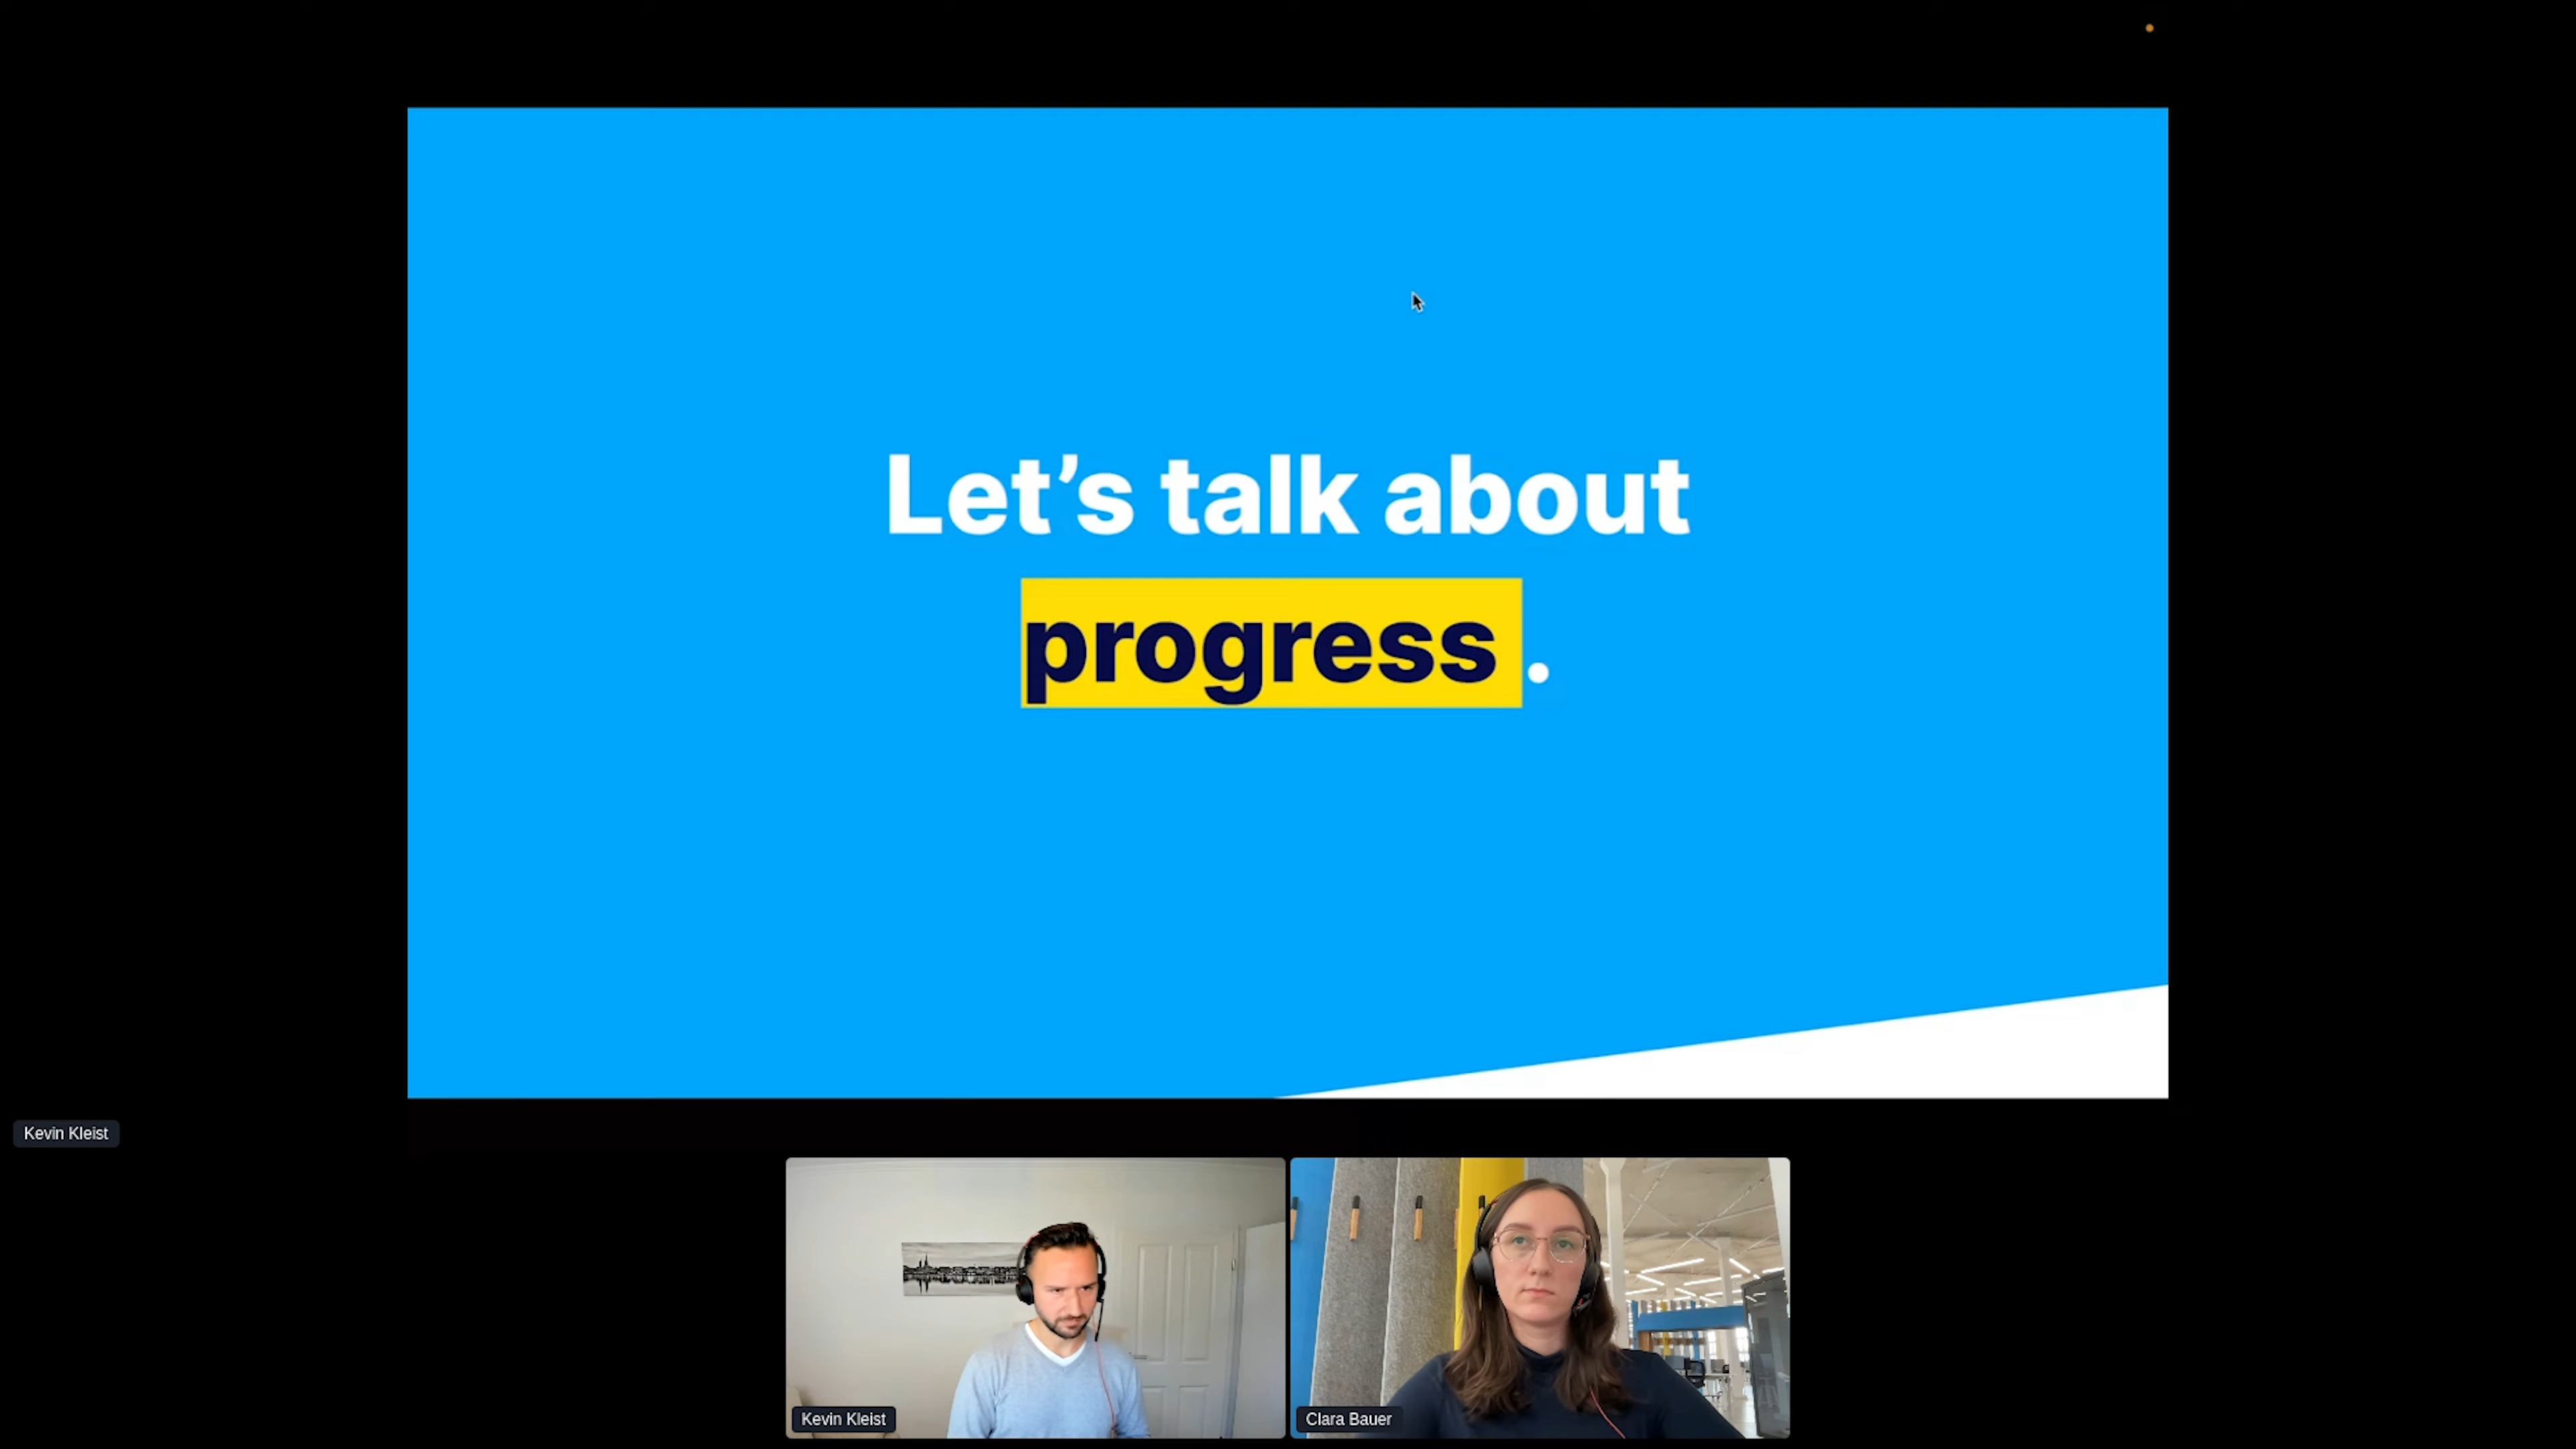 Let’s talk about
progress .
Kevin Kleist
Kevin Kleist
Clara Bauer